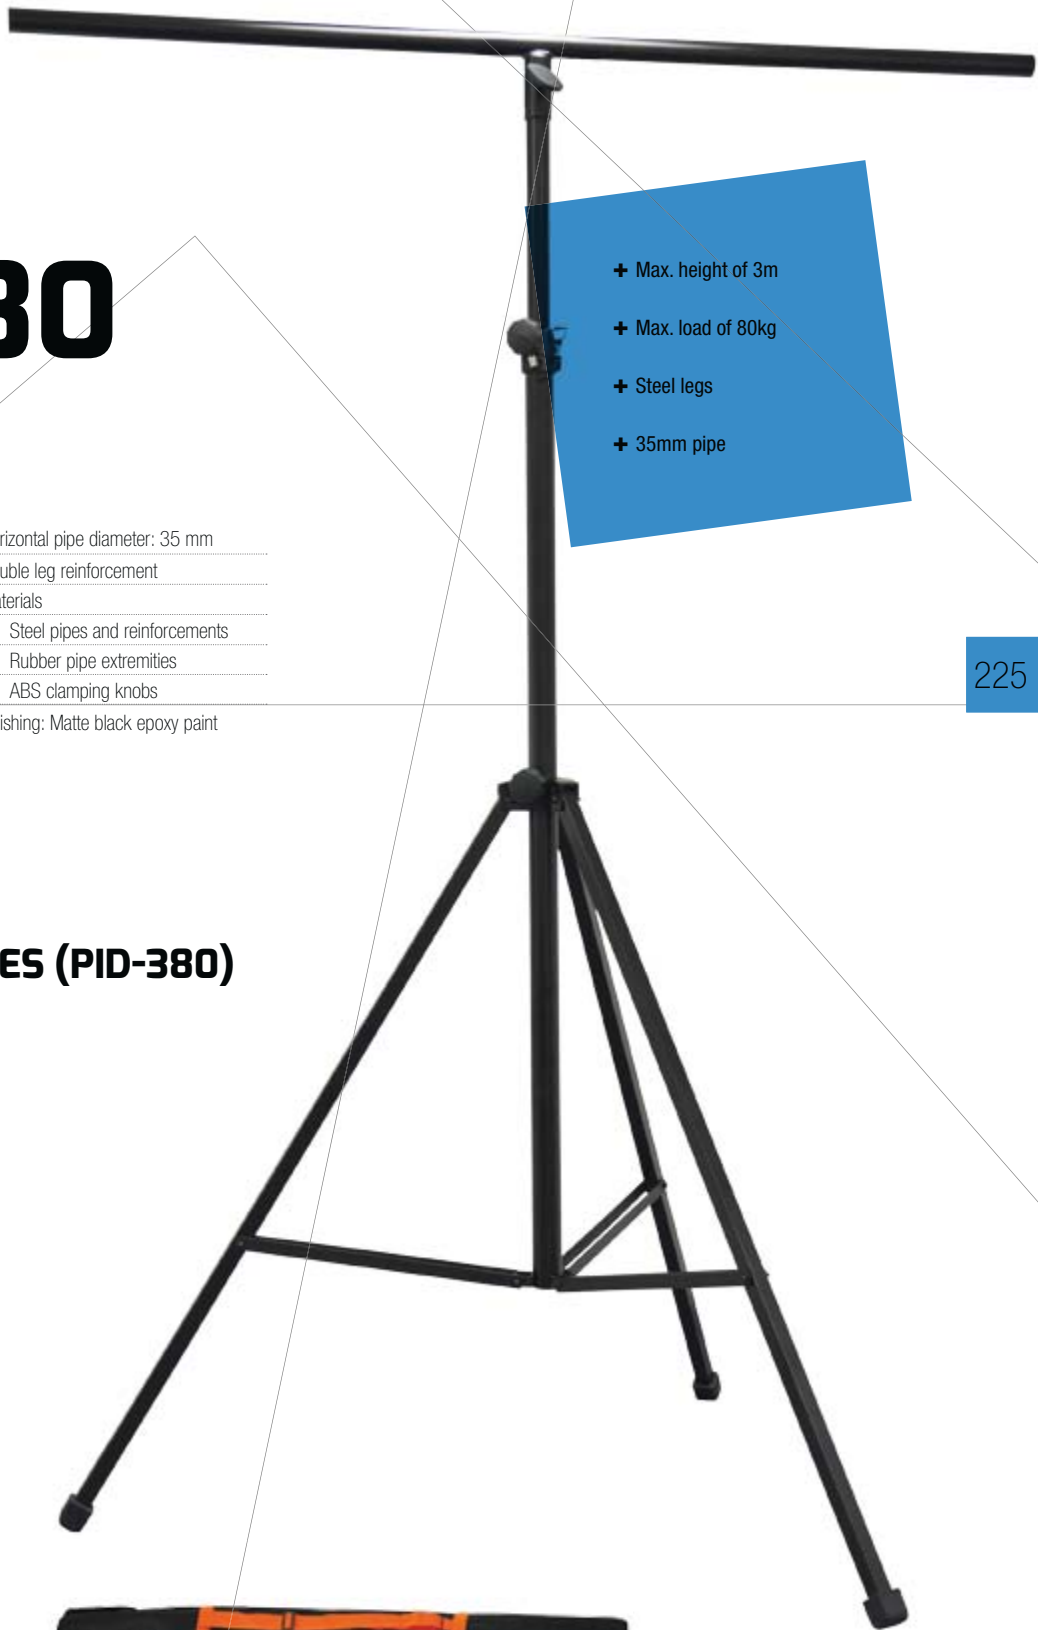 30
+ Max. height of 3m
+ Max. load of 80kg
+ Steel legs
+ 35mm pipe
rizontal pipe diameter: 35 mm
uble leg reinforcement
terials
Steel pipes and reinforcements
Rubber pipe extremities
ABS clamping knobs
ishing: Matte black epoxy paint
225
ES (PID-380)